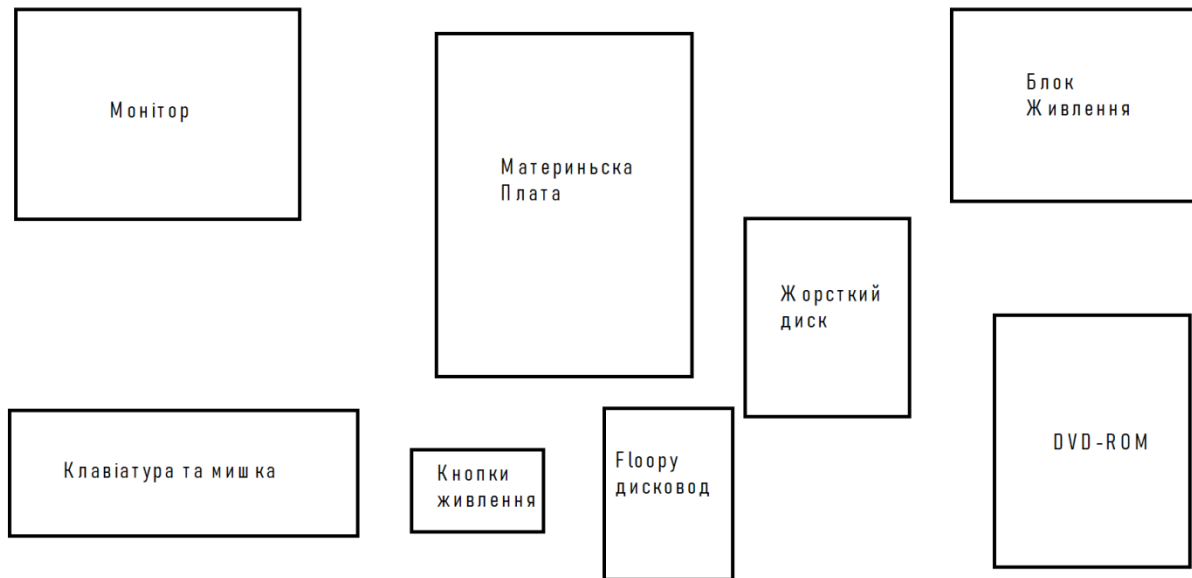 Монітор
Материньска
Плата
Блок
Живлення
Жорсткий
диск
Клавіатура та мишка
Кнопки
живлення
Floopy
дисковод
DVD-ROM